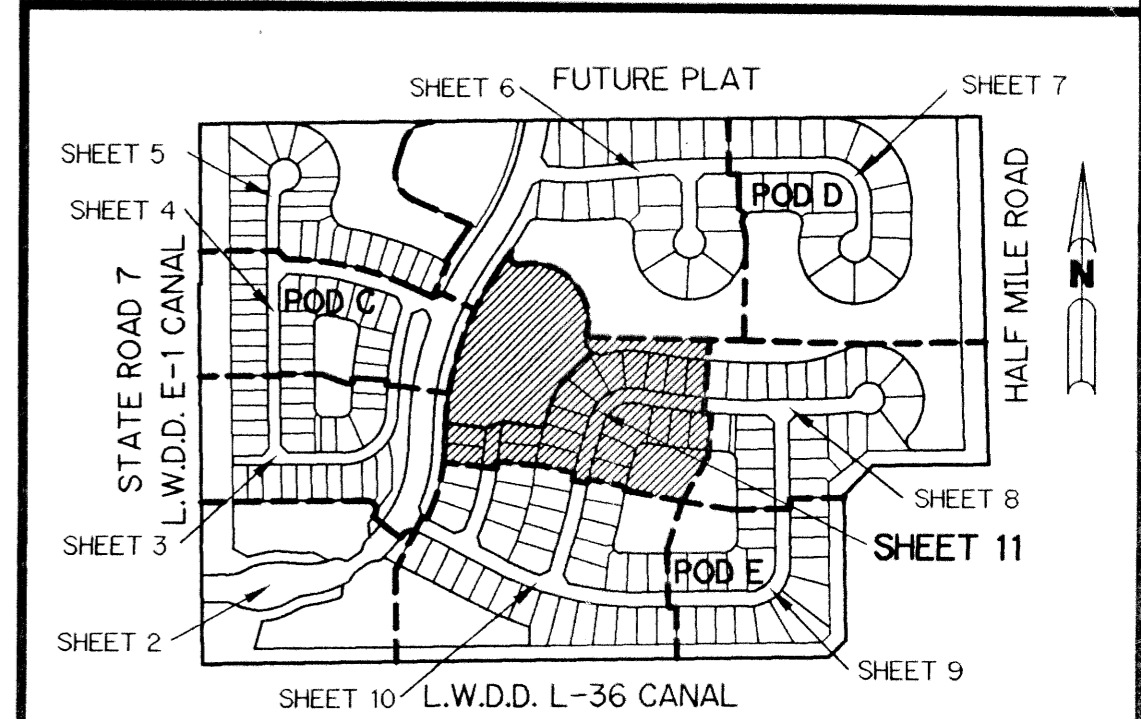 FUTURE PLAT
SHEET 6
SHEET 7
SHEET 5
SHEET 4
POD D
HALF MILE ROAD
N
STATE ROAD 7
L.W.D.D. E-1 CANAL
POD C
SHEET 8
SHEET 3
SHEET 11
POD E
SHEET 2
SHEET 9
SHEET 10
L.W.D.D. L-36 CANAL